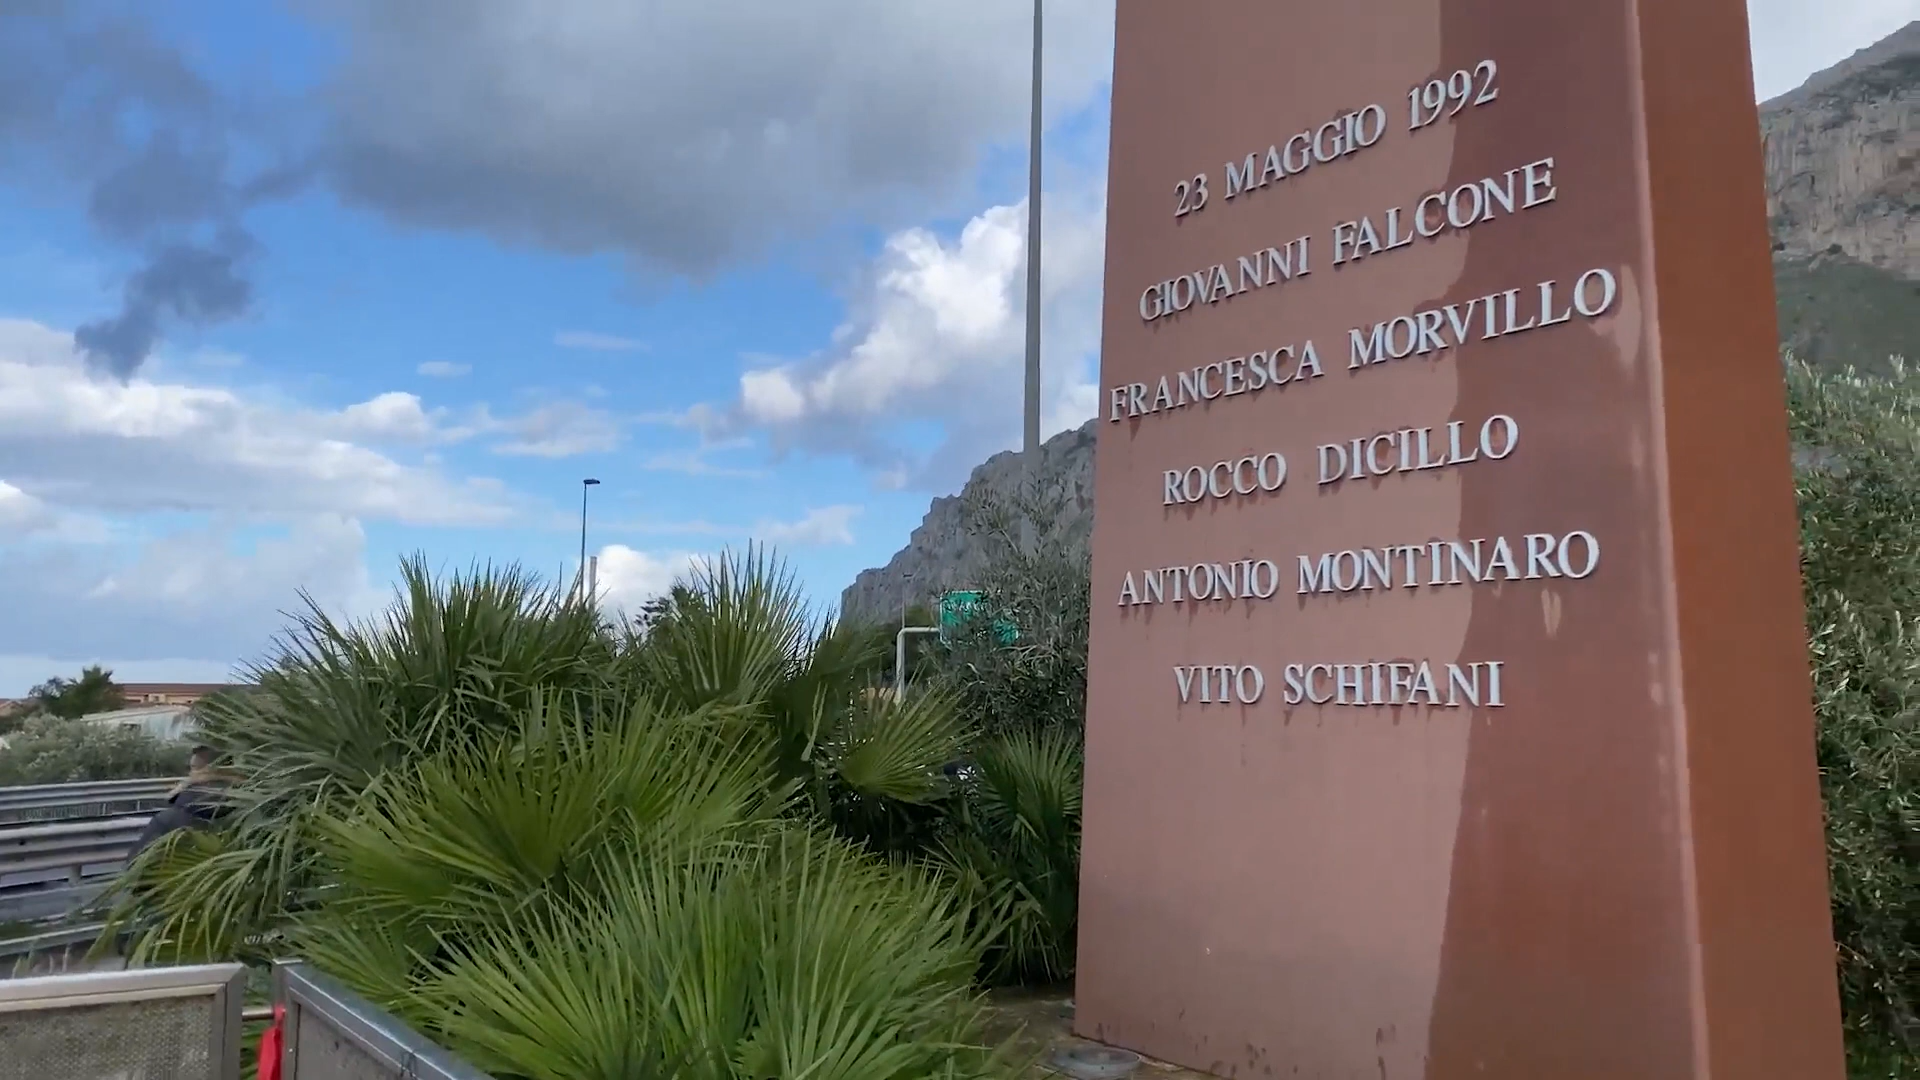 23 MAGGIO 1992
GIOVANNI FALCONE
FRANCESCA MORVILLO
ROCCO DICILLO
ANTONIO MONTINARO
VITO SCHIFANI